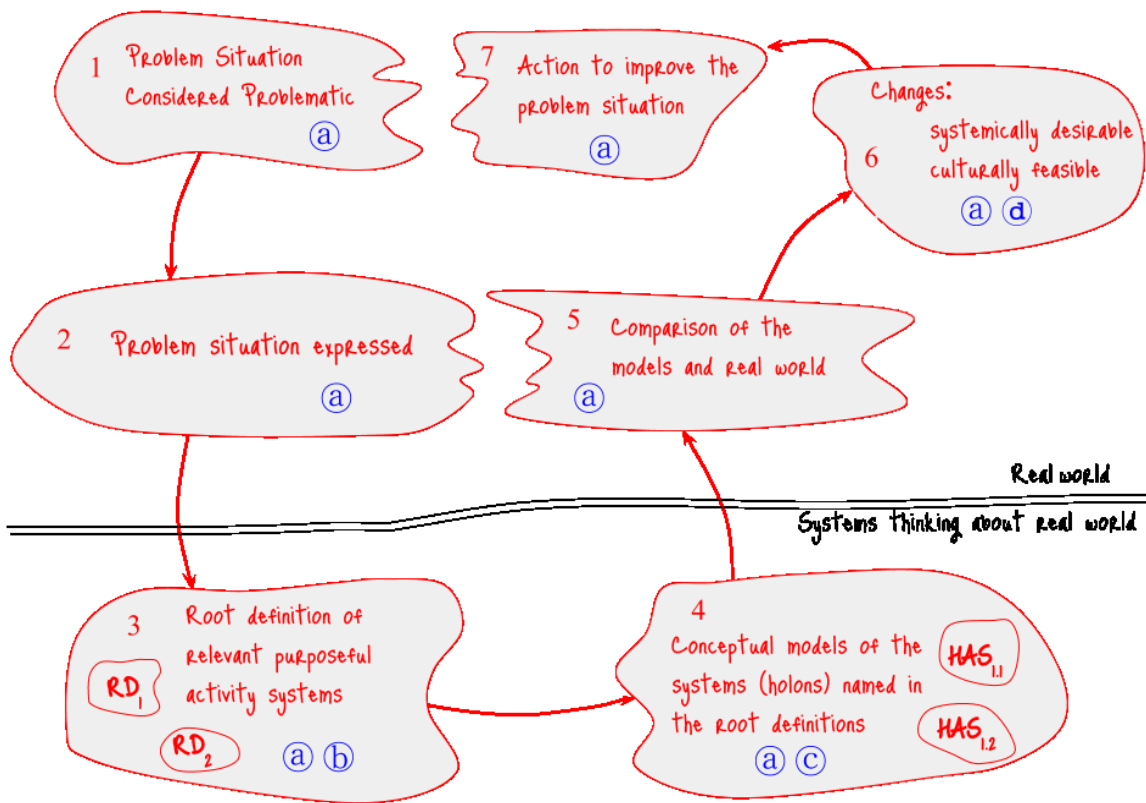 1 Problem Situation
Considered Problematic
ⓐ
7 Action to improve the
problem situation
ⓐ
Changes:
systemically desirable
6 culturally feasible
ⓐ ⓓ
2 Problem situation expressed
ⓐ
5 Comparison of the
models and real world
ⓐ
Real world
Systems thinking about real world
3 Root definition of
relevant purposeful
activity systems
RD1
RD2
ⓐ ⓑ
4
Conceptual models of the
systems (holons) named in
the Root definitions
HAS1.1
HAS1.2
ⓐ ⓒ